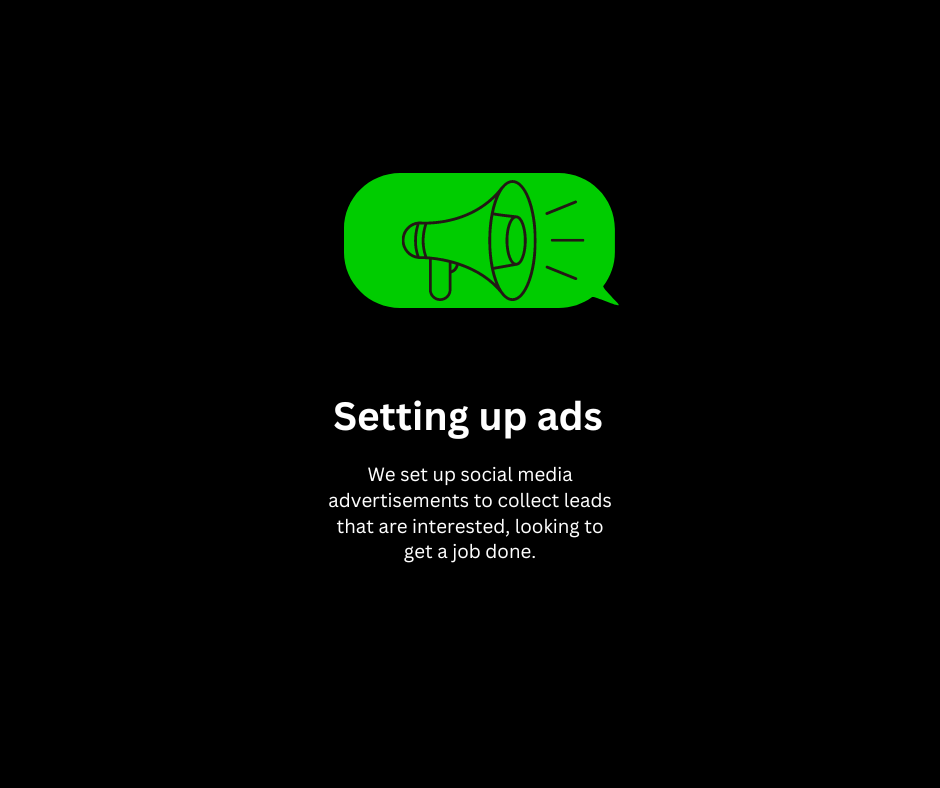 Setting up ads
We set up social media
advertisements to collect leads
that are interested, looking to
get a job done.